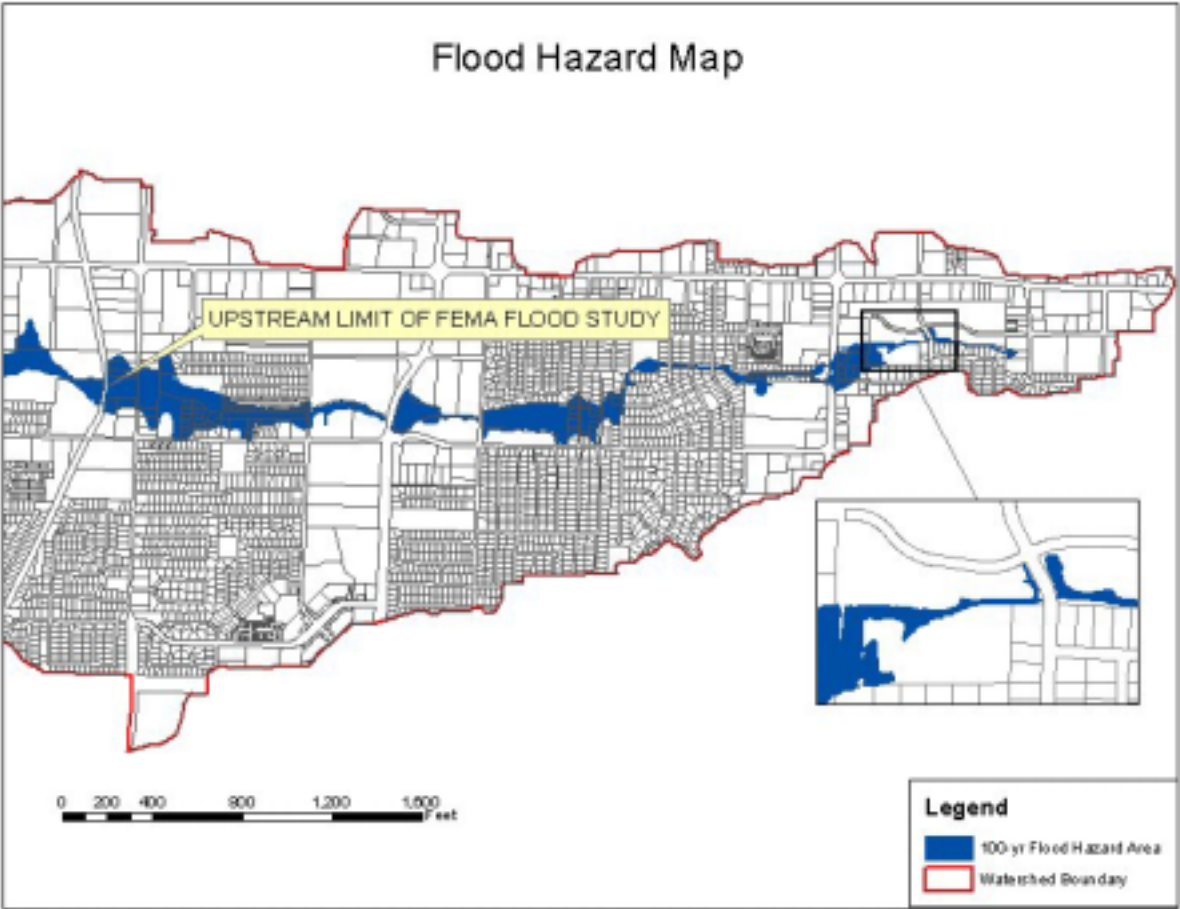 Flood Hazard Map
UPSTREAM LIMIT OF FEMA FLOOD STUDY
0 200 400 800 1,200 1,600
Feet
Legend
100-yr Flood Hazard Area
Watershed Boundary